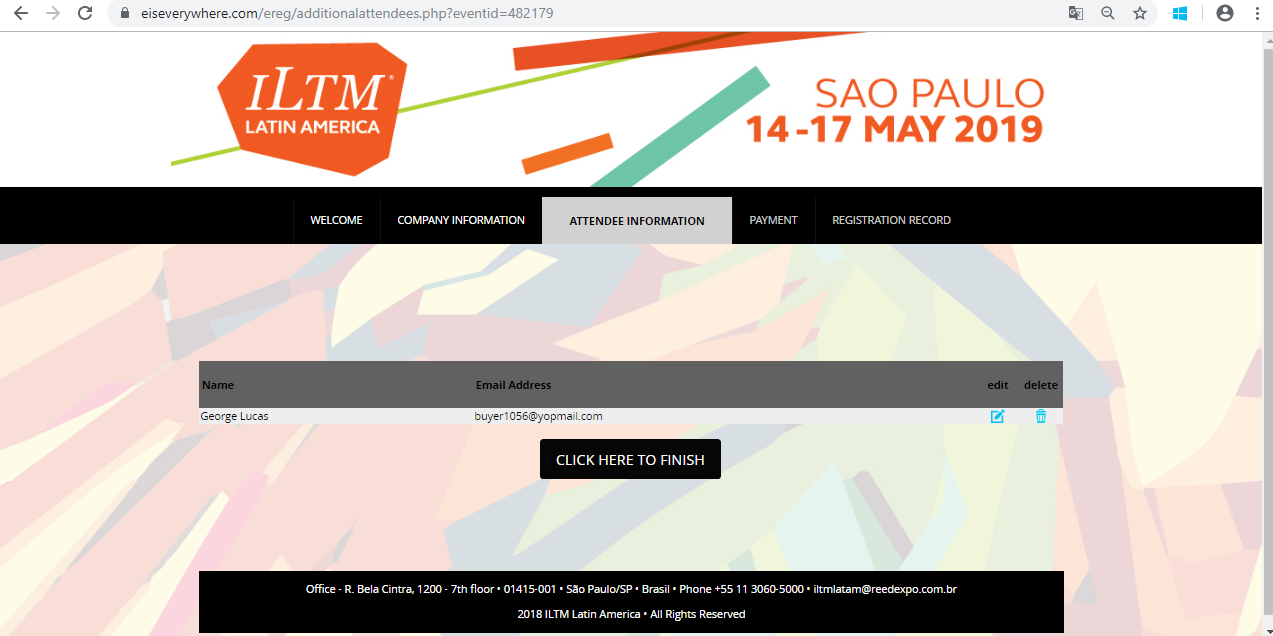 eiseverywhere.com/ereg/additionalattendees.php?eventid=482179
ILTM®
LATIN AMERICA
SAO PAULO
14 - 17 MAY 2019
WELCOME COMPANY INFORMATION ATTENDEE INFORMATION PAYMENT REGISTRATION RECORD
Name Email Address edit delete
George Lucas buyer1056@yopmail.com
CLICK HERE TO FINISH
Office - R. Bela Cintra, 1200 - 7th floor • 01415-001 • São Paulo/SP • Brasil • Phone +55 11 3060-5000 • iltmlatam@reedexpo.com.br
2018 ILTM Latin America • All Rights Reserved